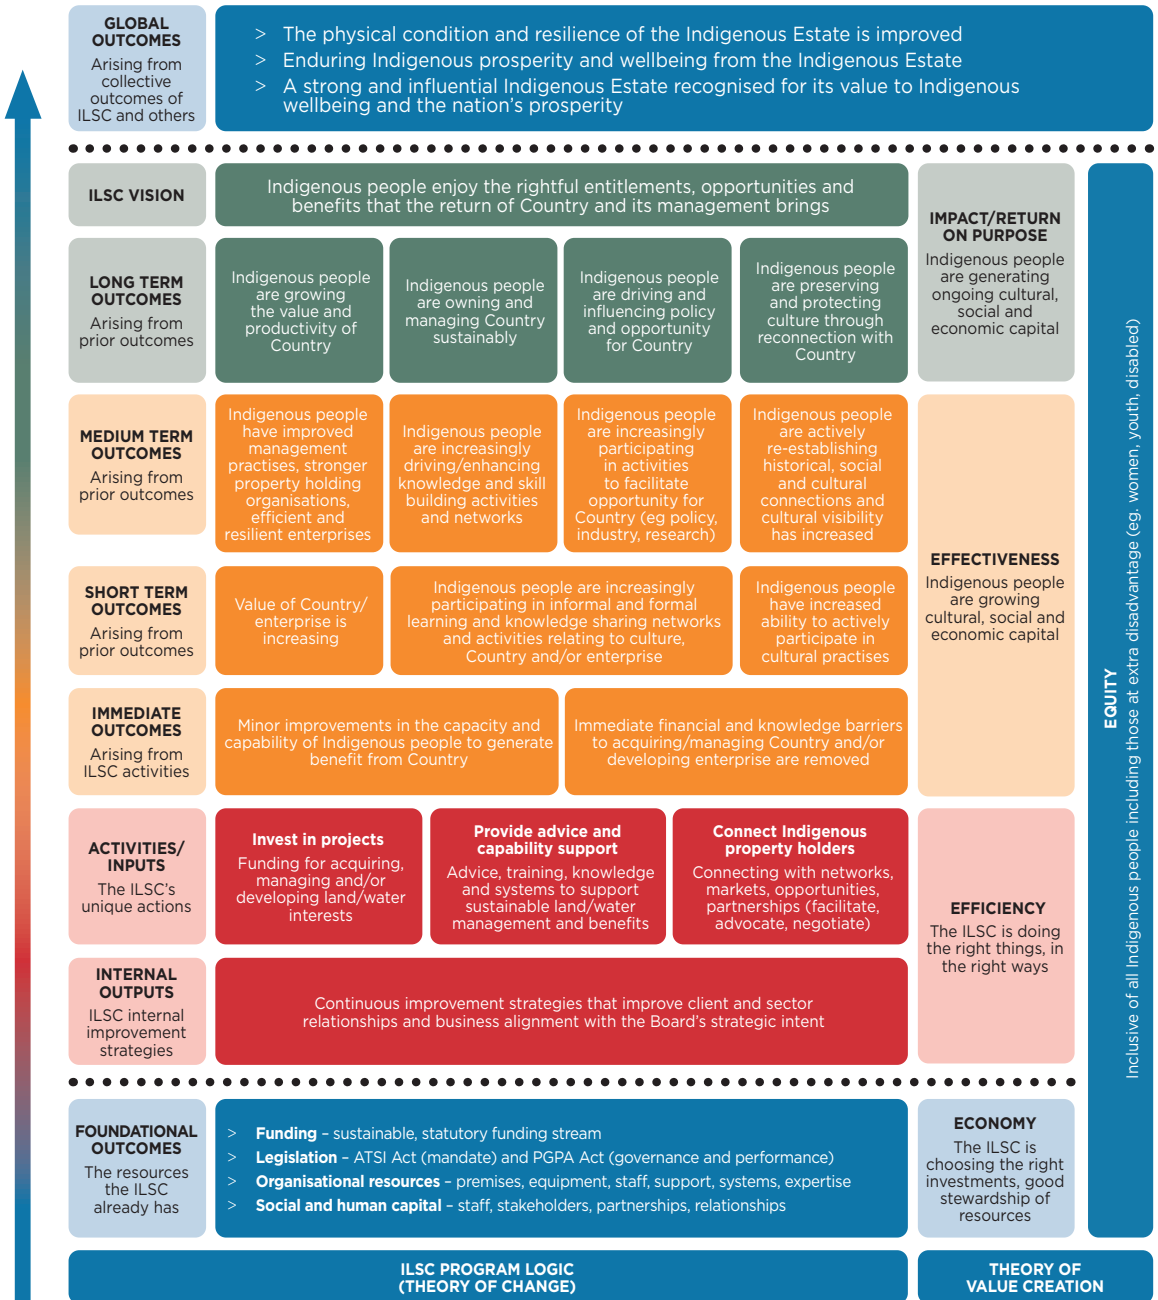 GLOBAL
OUTCOMES
Arising from
collective
outcomes of
ILSC and others
> The physical condition and resilience of the Indigenous Estate is improved
> Enduring Indigenous prosperity and wellbeing from the Indigenous Estate
> A strong and influential Indigenous Estate recognised for its value to Indigenous
wellbeing and the nation's prosperity
ILSC VISION
Indigenous people enjoy the rightful entitlements, opportunities and
benefits that the return of Country and its management brings
LONG TERM
OUTCOMES
Arising from
prior outcomes
Indigenous people
are growing
the value and
productivity of
Country
Indigenous people
are owning and
managing Country
sustainably
Indigenous people
are driving and
influencing policy
and opportunity
for Country
Indigenous people
are preserving
and protecting
culture through
reconnection with
Country
IMPACT/RETURN
ON PURPOSE
Indigenous people
are generating
ongoing cultural,
social and
economic capital
MEDIUM TERM
OUTCOMES
Arising from
prior outcomes
Indigenous people
have improved
management
practises, stronger
property holding
organisations,
efficient and
resilient enterprises
Indigenous people
are increasingly
driving/enhancing
knowledge and skill
building activities
and networks
Indigenous people
are increasingly
participating
in activities
to facilitate
opportunity for
Country (eg policy,
industry, research)
Indigenous people
are actively
re-establishing
historical, social
and cultural
connections and
cultural visibility
has increased
SHORT TERM
OUTCOMES
Arising from
prior outcomes
Value of Country/
enterprise is
increasing
Indigenous people are increasingly
participating in informal and formal
learning and knowledge sharing networks
and activities relating to culture,
Country and/or enterprise
Indigenous people
have increased
ability to actively
participate in
cultural practises
EFFECTIVENESS
Indigenous people
are growing
cultural, social and
economic capital
IMMEDIATE
OUTCOMES
Arising from
ILSC activities
Minor improvements in the capacity and
capability of Indigenous people to generate
benefit from Country
Immediate financial and knowledge barriers
to acquiring/managing Country and/or
developing enterprise are removed
ACTIVITIES/
INPUTS
The ILSC's
unique actions
Invest in projects
Funding for acquiring,
managing and/or
developing land/water
interests
Provide advice and
capability support
Advice, training, knowledge
and systems to support
sustainable land/water
management and benefits
Connect Indigenous
property holders
Connecting with networks,
markets, opportunities,
partnerships (facilitate,
advocate, negotiate)
EFFICIENCY
The ILSC is doing
the right things, in
the right ways
INTERNAL
OUTPUTS
ILSC internal
improvement
strategies
Continuous improvement strategies that improve client and sector
relationships and business alignment with the Board's strategic intent
FOUNDATIONAL
OUTCOMES
The resources
the ILSC
already has
> Funding – sustainable, statutory funding stream
> Legislation – ATSI Act (mandate) and PGPA Act (governance and performance)
> Organisational resources – premises, equipment, staff, support, systems, expertise
> Social and human capital – staff, stakeholders, partnerships, relationships
ECONOMY
The ILSC is
choosing the right
investments, good
stewardship of
resources
EQUITY
Inclusive of all Indigenous people including those at extra disadvantage (eg. women, youth, disabled)
ILSC PROGRAM LOGIC
(THEORY OF CHANGE)
THEORY OF
VALUE CREATION